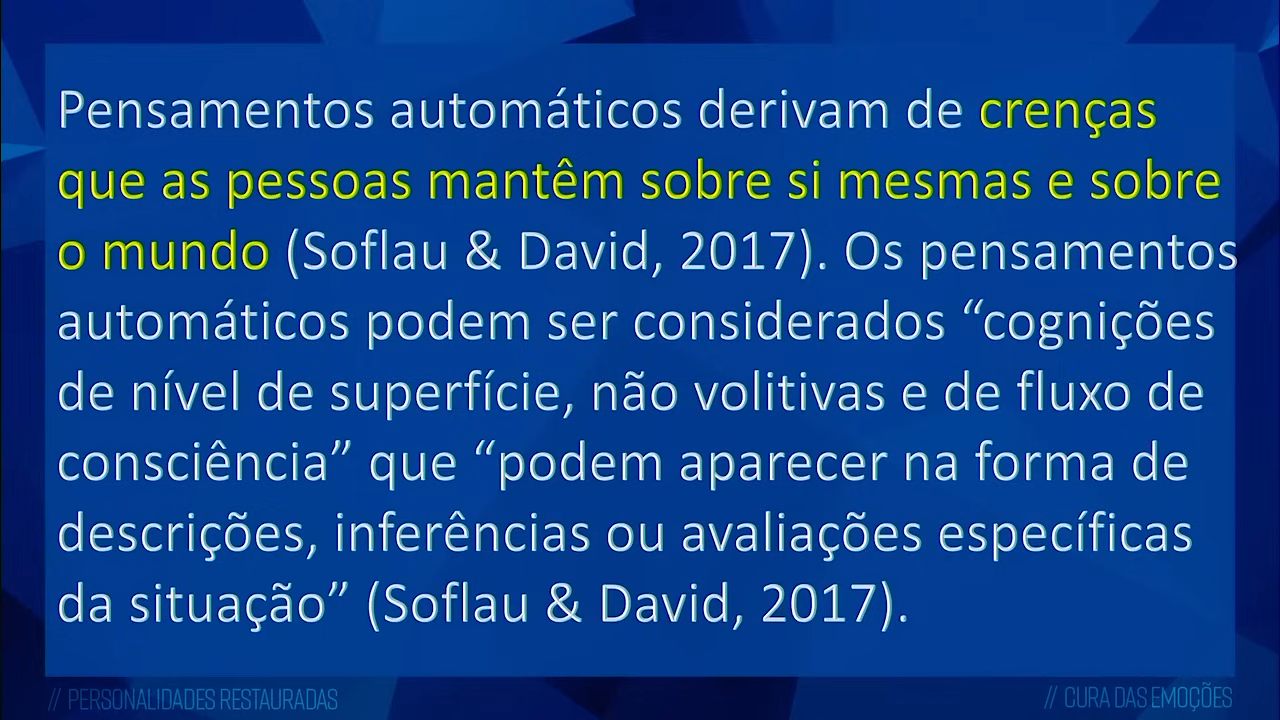 Pensamentos automáticos derivam de crenças
que as pessoas mantêm sobre si mesmas e sobre
o mundo (Soflau & David, 2017). Os pensamentos
automáticos podem ser considerados “cognições
de nível de superfície, não volitivas e de fluxo de
consciência” que “podem aparecer na forma de
descrições, inferências ou avaliações específicas
da situação” (Soflau & David, 2017).
// PERSONALIDADES RESTAURADAS
// CURA DAS EMOÇÕES